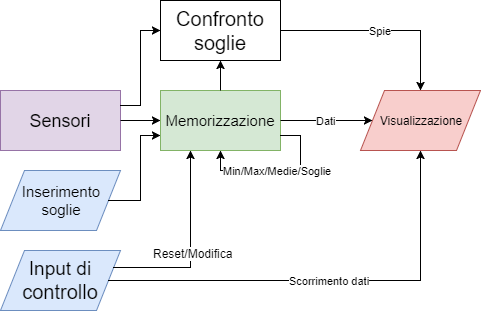 Confronto
soglie
Spie
Sensori
Memorizzazione
Dati
Visualizzazione
Min/Max/Medie/Soglie
Inserimento
soglie
Reset/Modifica
Input di
controllo
Scorrimento dati